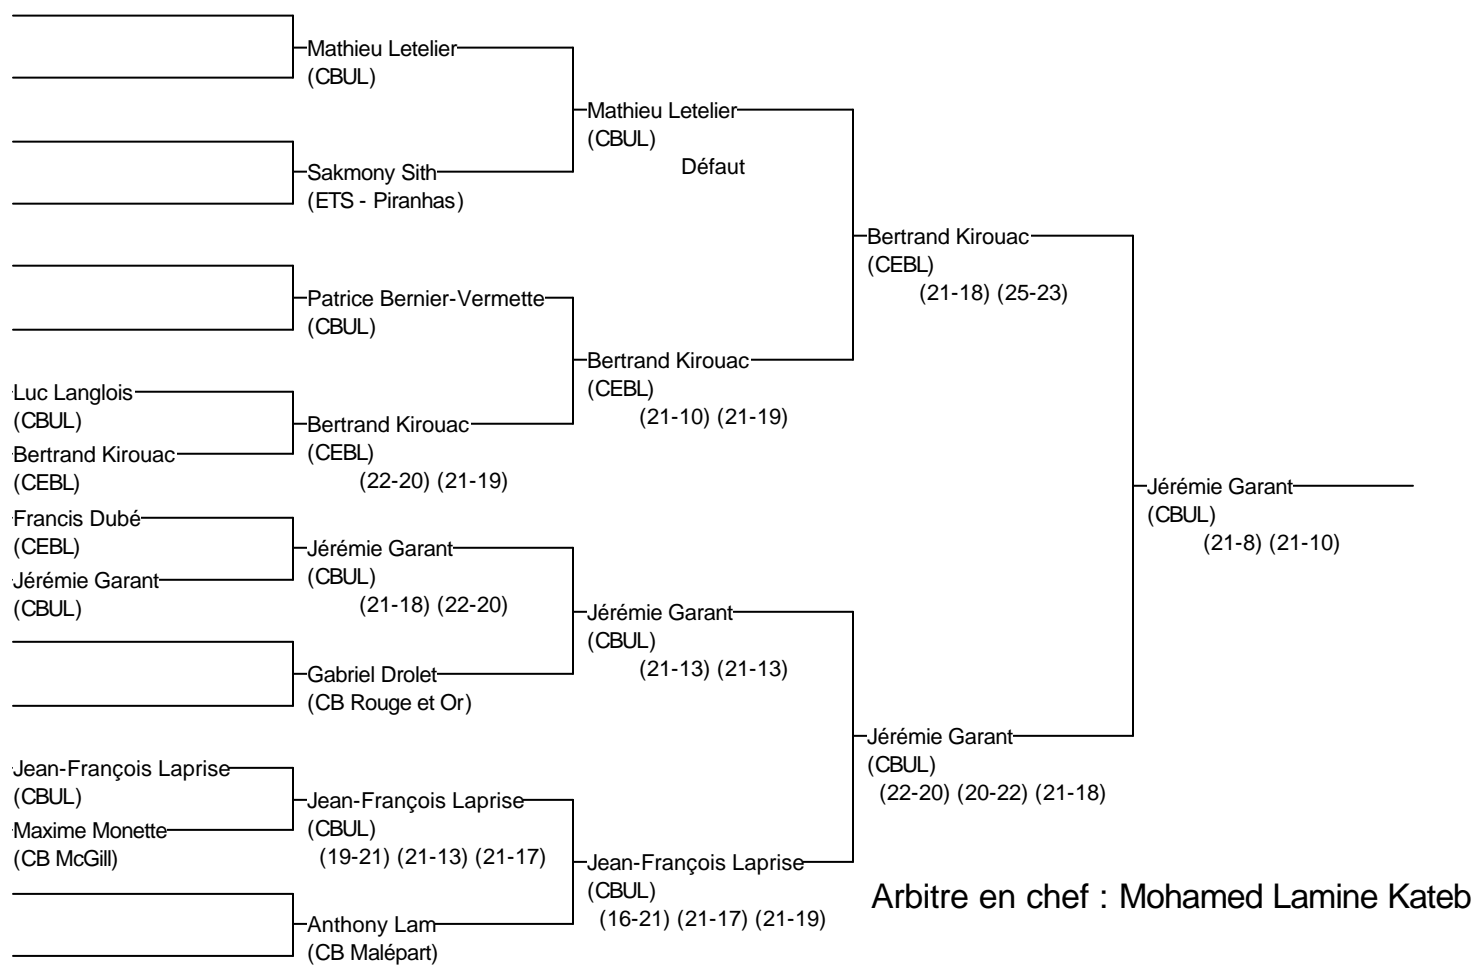 Mathieu Letelier
(CBUL)
Mathieu Letelier
(CBUL)
Défaut
Sakmony Sith
(ETS - Piranhas)
Bertrand Kirouac
(CEBL)
(21-18) (25-23)
Patrice Bernier-Vermette
(CBUL)
Bertrand Kirouac
(CEBL)
(21-10) (21-19)
Luc Langlois
(CBUL)
Bertrand Kirouac
(CEBL)
Bertrand Kirouac
(CEBL)
(22-20) (21-19)
Jérémie Garant
(CBUL)
(21-8) (21-10)
Francis Dubé
(CEBL)
Jérémie Garant
(CBUL)
Jérémie Garant
(CBUL)
(21-18) (22-20)
Jérémie Garant
(CBUL)
(21-13) (21-13)
Gabriel Drolet
(CB Rouge et Or)
Jérémie Garant
(CBUL)
(22-20) (20-22) (21-18)
Jean-François Laprise
(CBUL)
Maxime Monette
(CB McGill)
Jean-François Laprise
(CBUL)
(19-21) (21-13) (21-17)
Jean-François Laprise
(CBUL)
(16-21) (21-17) (21-19)
Arbitre en chef : Mohamed Lamine Kateb
Anthony Lam
(CB Malépart)